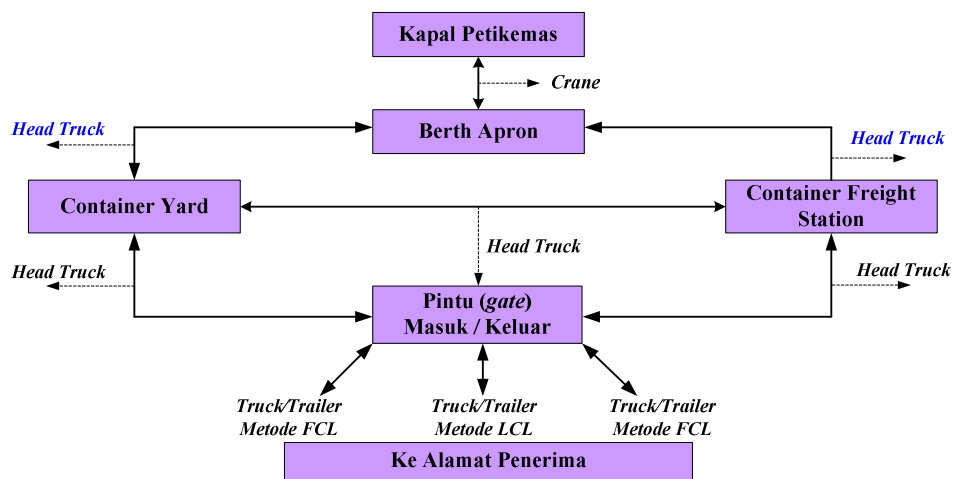 Kapal Petikemas
Crane
Berth Apron
Head Truck
Head Truck
Container Yard
Container Freight
Station
Head Truck
Head Truck
Head Truck
Pintu (gate)
Masuk / Keluar
Truck/Trailer
Metode FCL
Truck/Trailer
Metode LCL
Truck/Trailer
Metode FCL
Ke Alamat Penerima